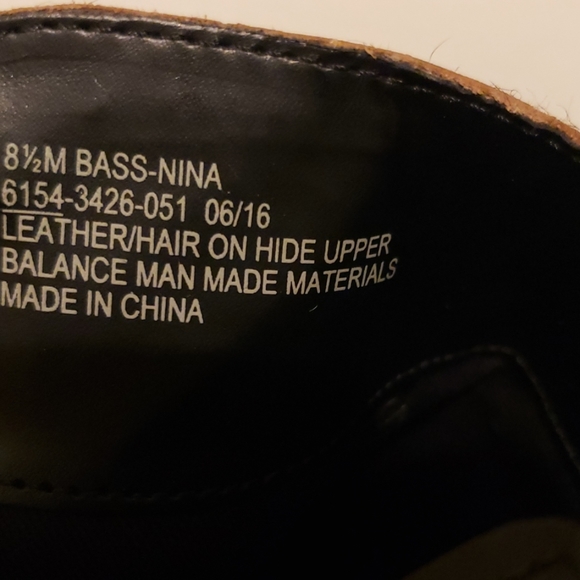 8½M BASS-NINA
6154-3426-051 06/16
LEATHER/HAIR ON HIDE UPPER
BALANCE MAN MADE MATERIALS
MADE IN CHINA